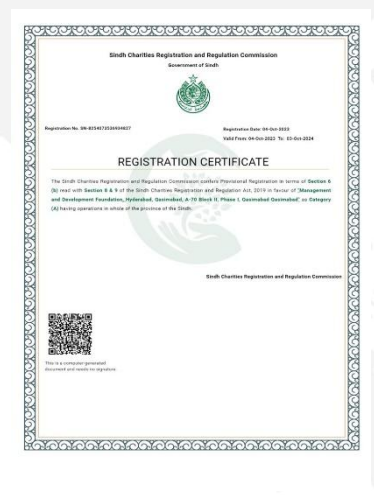 Sindh Charities Registration and Regulation Commission
Government of Sindh
Registration Date: 04-Oct-2023
Valid From: 04-Oct-2023 To: 03-Oct-2024
REGISTRATION CERTIFICATE
The Sindh Charities Registration and Regulation Commission confers Provisional Registration in terms of Section 6
(b) read with Section 8 & 9 of the Sindh Charities Registration and Regulation Act, 2019 in favour of "Management
and Development Foundation, Hyderabad, Qasimabad, A-70 Block II, Phase I, Qasimabad Qasimabad", as Category
(A) having operations in whole of the province of the Sindh.
Sindh Charities Registration and Regulation Commission
This is a computer generated
document and needs no signature